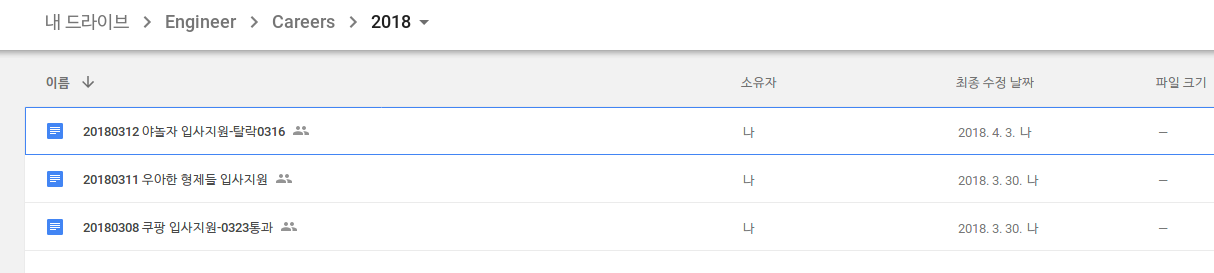 내 드라이브 > Engineer > Careers > 2018
이름 소유자 최종 수정 날짜 파일 크기
20180312 야놀자 입사지원-탈락0316 나 2018. 4. 3. 나 —
20180311 우아한 형제들 입사지원 나 2018. 3. 30. 나 —
20180308 쿠팡 입사지원-0323통과 나 2018. 3. 30. 나 —